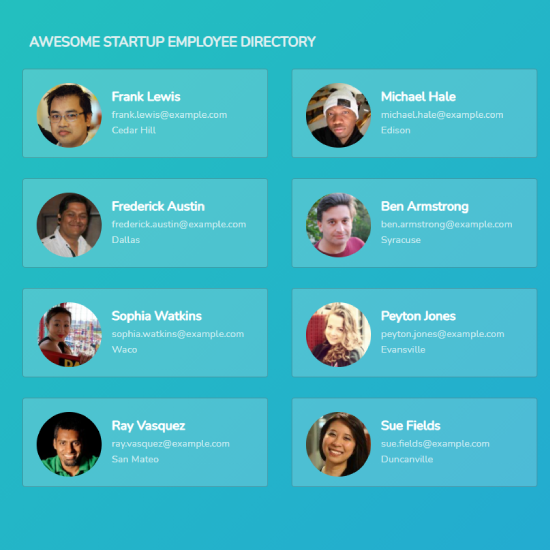 AWESOME STARTUP EMPLOYEE DIRECTORY
Frank Lewis
frank.lewis@example.com
Cedar Hill
Michael Hale
michael.hale@example.com
Edison
Frederick Austin
frederick.austin@example.com
Dallas
Ben Armstrong
ben.armstrong@example.com
Syracuse
Sophia Watkins
sophia.watkins@example.com
Waco
Peyton Jones
peyton.jones@example.com
Evansville
Ray Vasquez
ray.vasquez@example.com
San Mateo
Sue Fields
sue.fields@example.com
Duncanville